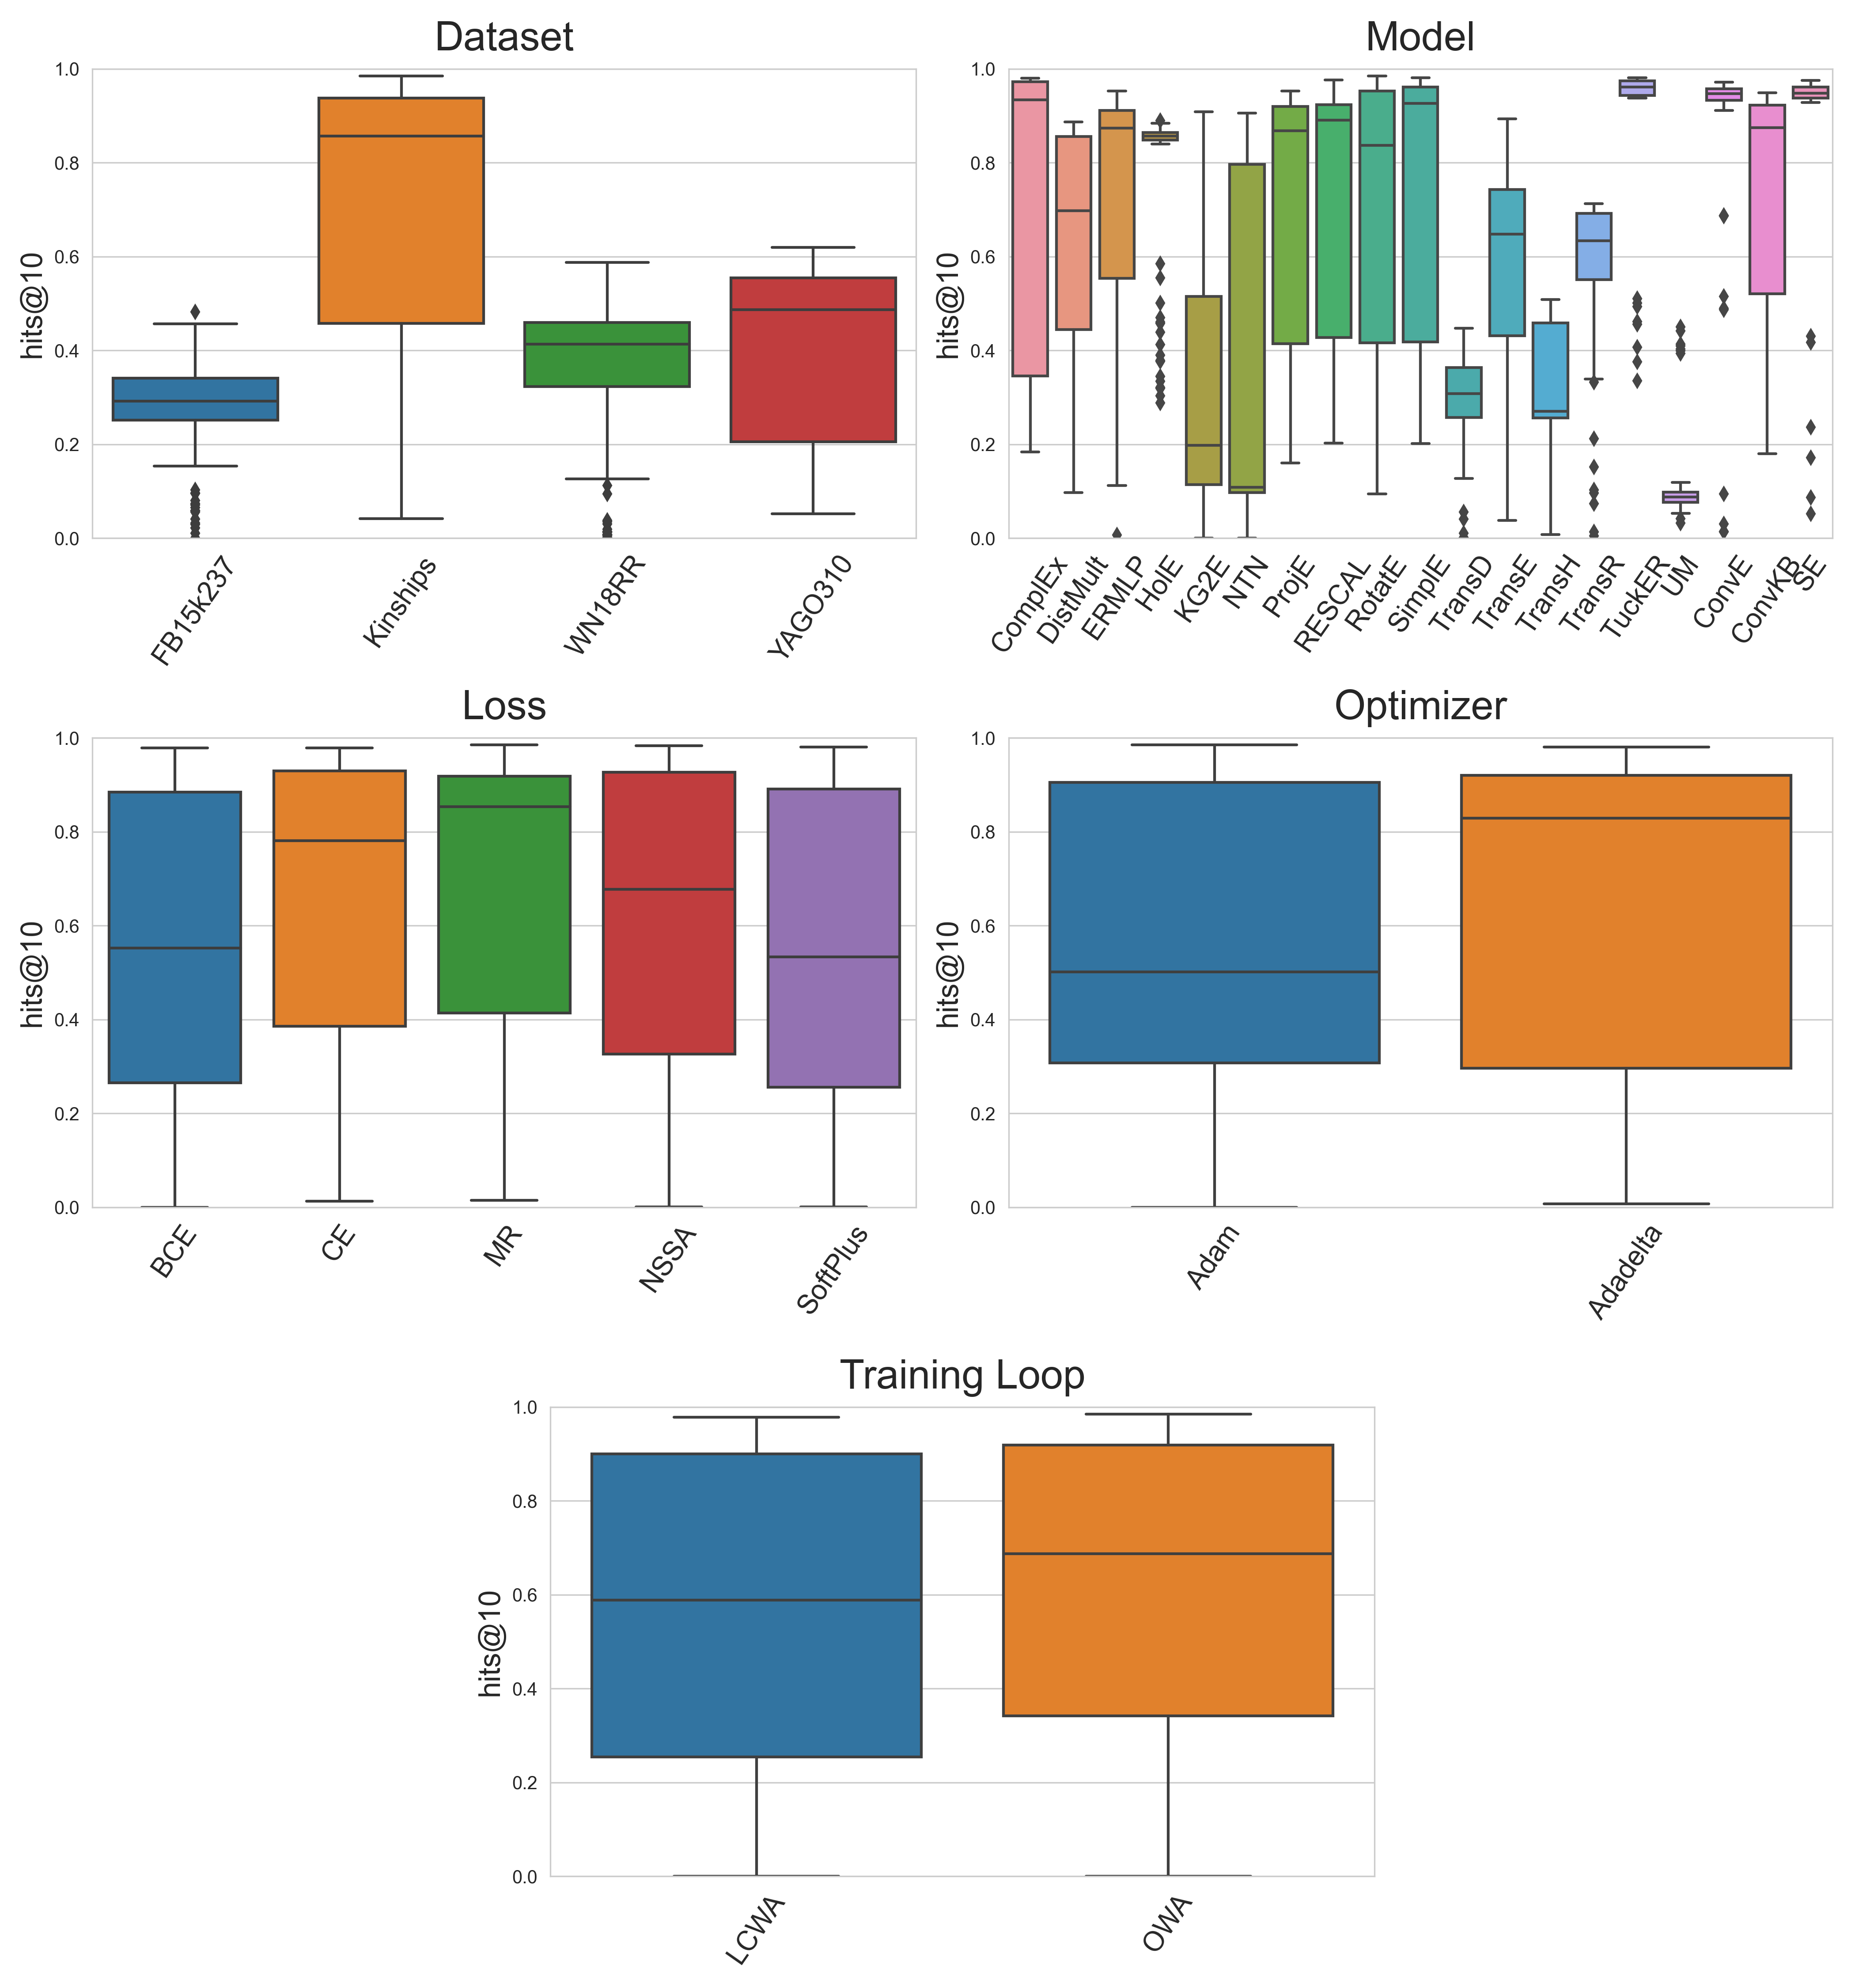 Dataset
hits@10
1.0
0.8
0.6
0.4
0.2
0.0
FB15k237
Kinships
WN18RR
YAGO310
Model
hits@10
1.0
0.8
0.6
0.4
0.2
0.0
ComplEx
DistMult
ERMLP
HolE
KG2E
NTN
ProjE
RESCAL
RotatE
SimplE
TransD
TransE
TransH
TransR
TuckER
UM
ConvE
ConvKB
SE
Loss
hits@10
1.0
0.8
0.6
0.4
0.2
0.0
BCE
CE
MR
NSSA
SoftPlus
Optimizer
hits@10
1.0
0.8
0.6
0.4
0.2
0.0
Adam
Adadelta
Training Loop
hits@10
1.0
0.8
0.6
0.4
0.2
0.0
LCWA
OWA